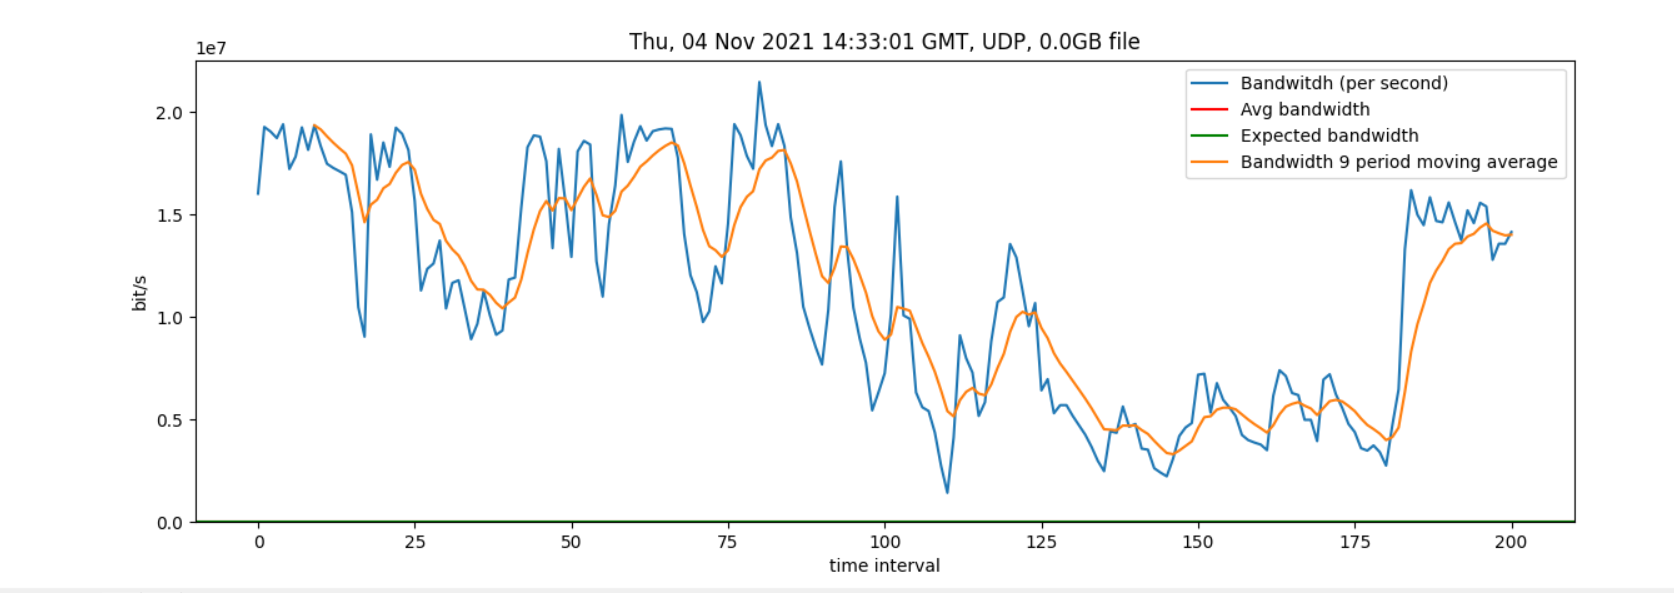 Thu, 04 Nov 2021 14:33:01 GMT, UDP, 0.0GB file
1e7
Bandwitdh (per second)
Avg bandwidth
Expected bandwidth
Bandwidth 9 period moving average
2.0
1.5
1.0
0.5
0.0
bit/s
0 25 50 75 100 125 150 175 200
time interval